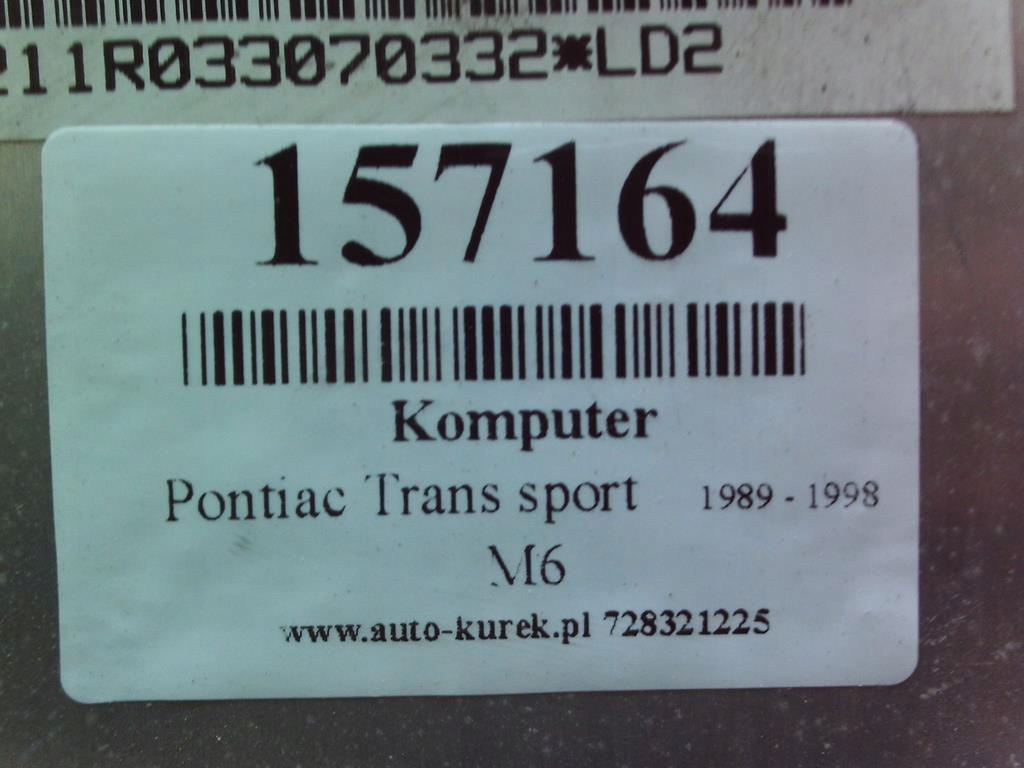 211R033070332*LD2
157164
Komputer
Pontiac Trans sport 1989 - 1998
M6
www.auto-kurek.pl 728321225